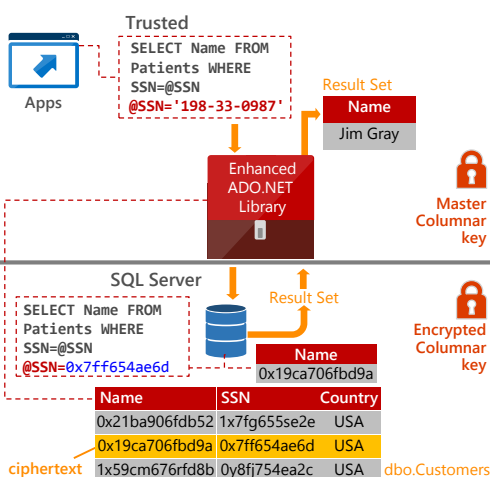 Trusted
SELECT Name FROM
Patients WHERE
SSN=@SSN
@SSN='198-33-0987'
Apps
Result Set
Name
Jim Gray
Enhanced
ADO.NET
Library
Master
Columnar
key
SQL Server
SELECT Name FROM
Patients WHERE
SSN=@SSN
@SSN=0x7ff654ae6d
Result Set
Encrypted
Columnar
key
Name
0x19ca706fbd9a
Name SSN Country
0x21ba906fdb52 1x7fg655se2e USA
0x19ca706fbd9a 0x7ff654ae6d USA
1x59cm676rfd8b 0y8fj754ea2c USA
ciphertext
dbo.Customers